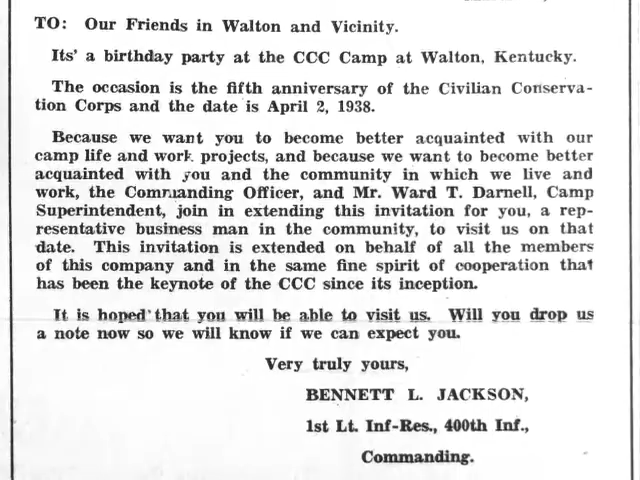 TO: Our Friends in Walton and Vicinity.
Its' a birthday party at the CCC Camp at Walton, Kentucky.
The occasion is the fifth anniversary of the Civilian Conserva-
tion Corps and the date is April 2, 1938.
Because we want you to become better acquainted with our
camp life and work projects, and because we want to become better
acquainted with you and the community in which we live and
work, the Commanding Officer, and Mr. Ward T. Darnell, Camp
Superintendent, join in extending this invitation for you, a rep-
resentative business man in the community, to visit us on that
date. This invitation is extended on behalf of all the members
of this company and in the same fine spirit of cooperation that
has been the keynote of the CCC since its inception.
It is hoped that you will be able to visit us. Will you drop us
a note now so we will know if we can expect you.
Very truly yours,
BENNETT L. JACKSON,
1st Lt. Inf-Res., 400th Inf.,
Commanding.